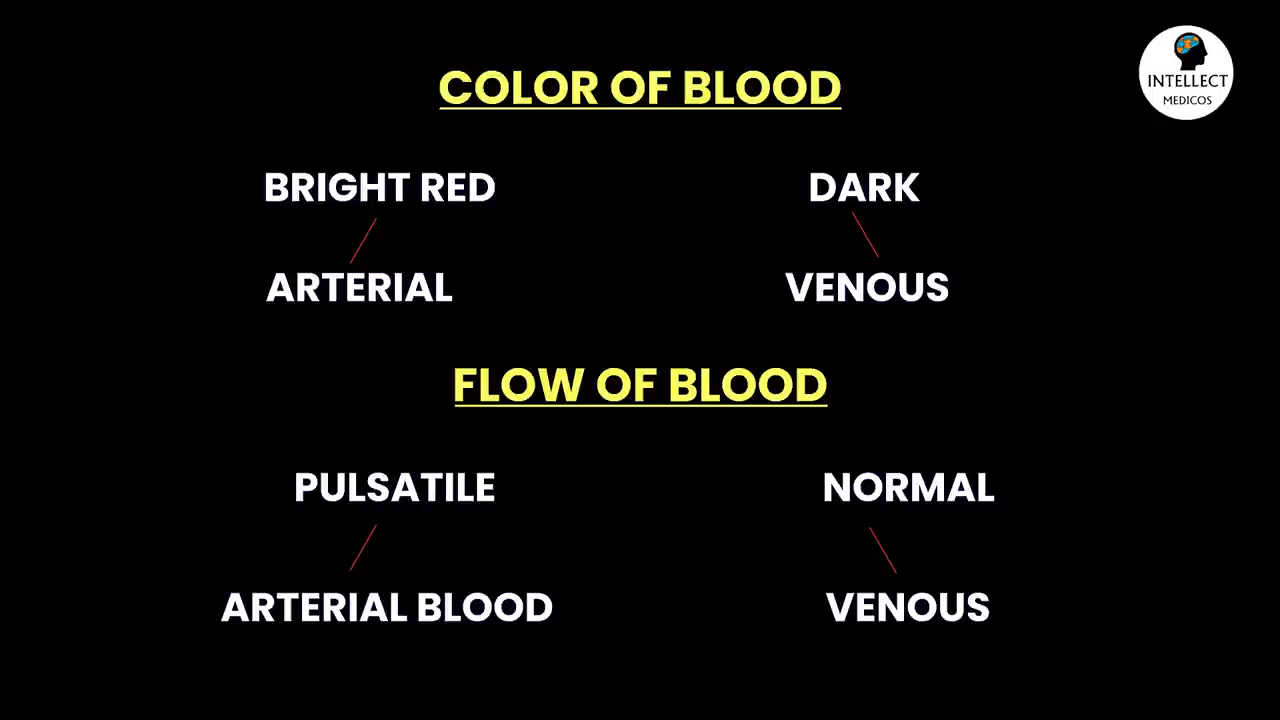 COLOR OF BLOOD
INTELLECT
MEDICOS
BRIGHT RED
DARK
ARTERIAL
VENOUS
FLOW OF BLOOD
PULSATILE
NORMAL
ARTERIAL BLOOD
VENOUS